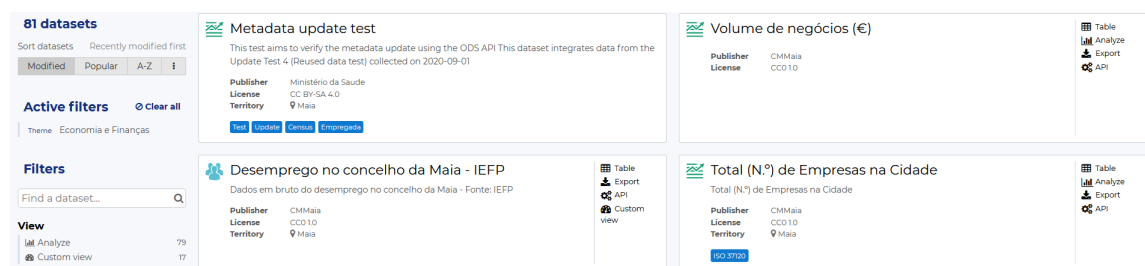 81 datasets
Sort datasets Recently modified first
Modified Popular A-Z
Active filters Clear all
Theme Economia e Finanças
Filters
Find a dataset...
View
Analyze 79
Custom view 17
Metadata update test
This test aims to verify the metadata update using the ODS API This dataset integrates data from the
Update Test 4 (Reused data test) collected on 2020-09-01
Publisher Ministério da Saude
License CC BY-SA 4.0
Territory Maia
Test Update Census Empregada
Volume de negócios (€)
Publisher CMMaia
License CC0 1.0
Table
Analyze
Export
API
Desemprego no concelho da Maia - IEFP
Dados em bruto do desemprego no concelho da Maia - Fonte: IEFP
Publisher CMMaia
License CC0 1.0
Territory Maia
Table
Export
API
Custom
view
Total (N.º) de Empresas na Cidade
Total (N.º) de Empresas na Cidade
Publisher CMMaia
License CC0 1.0
Territory Maia
ISO 37120
Table
Analyze
Export
API